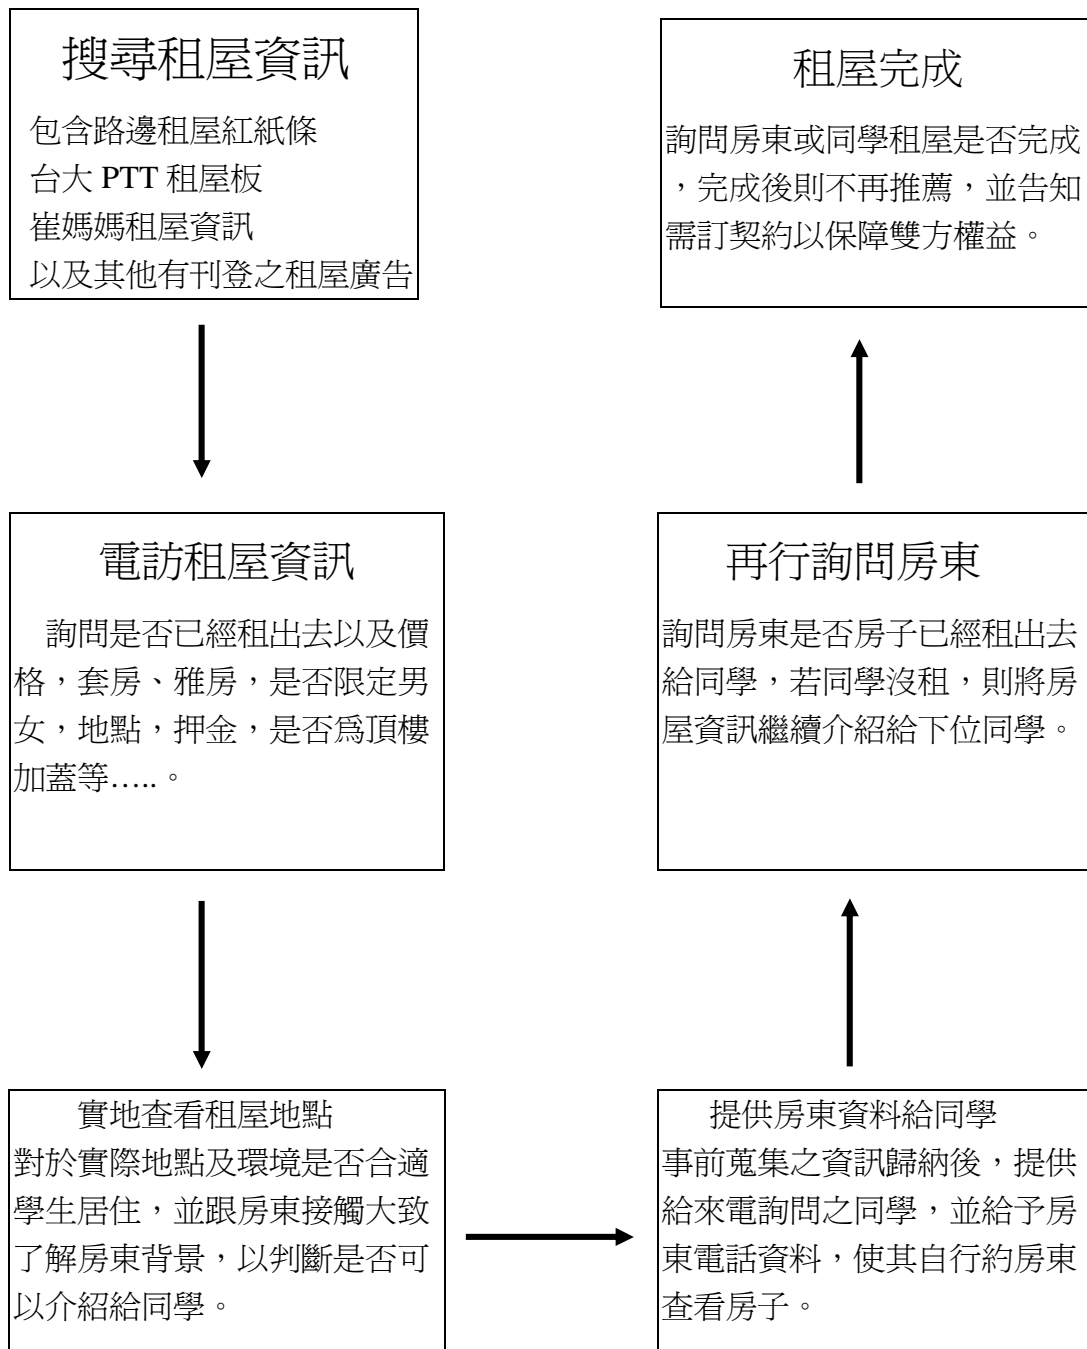 搜尋租屋資訊
包含路邊租屋紅紙條
台大 PTT 租屋板
崔媽媽租屋資訊
以及其他有刊登之租屋廣告
電訪租屋資訊
詢問是否已經租出去以及價
格，套房、雅房，是否限定男
女，地點，押金，是否爲頂樓
加蓋等…..。
實地查看租屋地點
對於實際地點及環境是否合適
學生居住，並跟房東接觸大致
了解房東背景，以判斷是否可
以介紹給同學。
提供房東資料給同學
事前蒐集之資訊歸納後，提供
給來電詢問之同學，並給予房
東電話資料，使其自行約房東
查看房子。
再行詢問房東
詢問房東是否房子已經租出去
給同學，若同學沒租，則將房
屋資訊繼續介紹給下位同學。
租屋完成
詢問房東或同學租屋是否完成
，完成後則不再推薦，並告知
需訂契約以保障雙方權益。